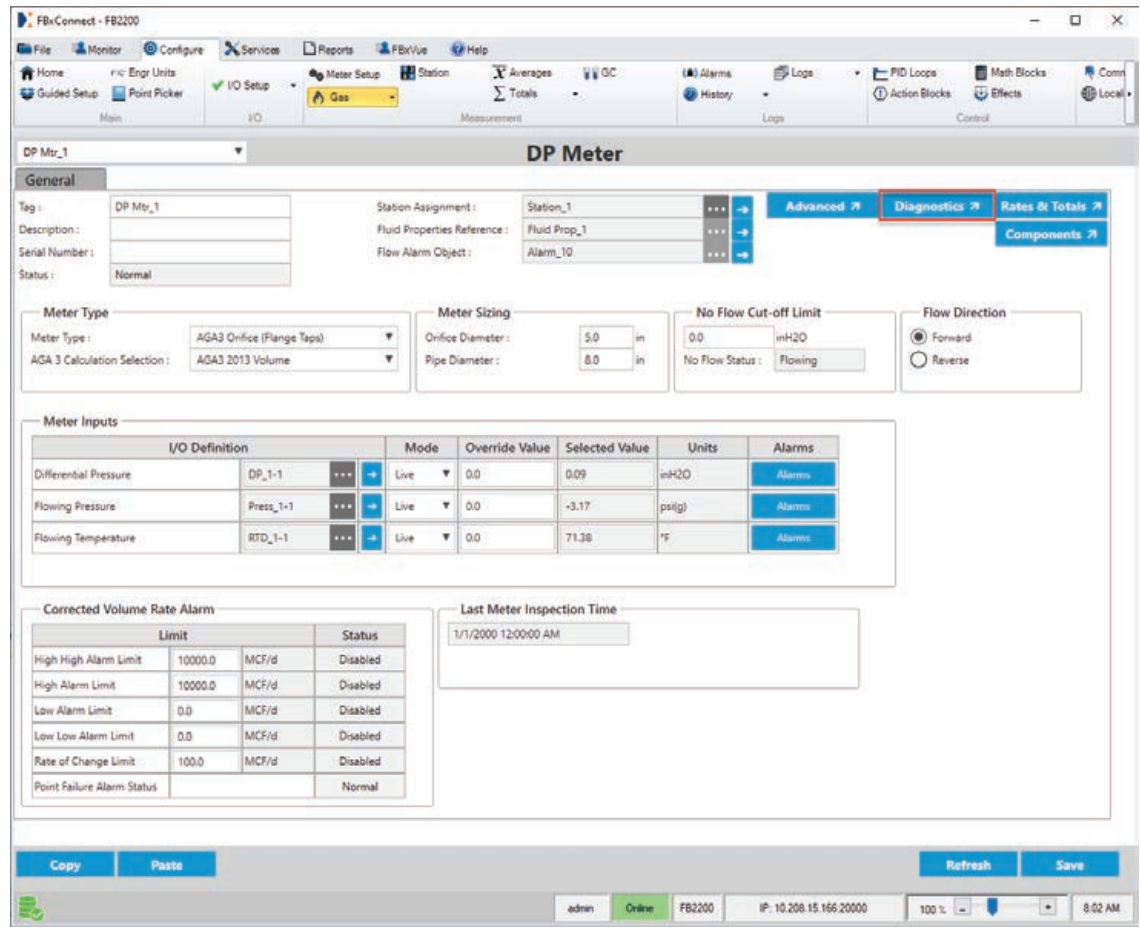 FBxConnect - FB2200
File Monitor Configure Services Reports FBxVue Help
Home Engr Units I/O Setup Meter Setup Station Averages GC Alarms Logs PID Loops Math Blocks Comm
Guided Setup Point Picker Gas Totals History Action Blocks Effects Local
Main I/O Measurement Logs Control
DP Mtr_1 DP Meter
General
Tag : DP Mtr_1 Station Assignment : Station_1 ... Advanced Diagnostics Rates & Totals
Description : Fluid Properties Reference : Fluid Prop_1 ... Components
Serial Number : Flow Alarm Object : Alarm_10 ...
Status : Normal
Meter Type Meter Sizing No Flow Cut-off Limit Flow Direction
Meter Type : AGA3 Orifice (Flange Taps) Orifice Diameter : 5.0 in 0.0 inH2O Forward
AGA 3 Calculation Selection : AGA3 2013 Volume Pipe Diameter : 8.0 in No Flow Status : Flowing Reverse
Meter Inputs
I/O Definition Mode Override Value Selected Value Units Alarms
Differential Pressure DP_1-1 ... Live 0.0 0.09 inH2O Alarms
Flowing Pressure Press_1-1 ... Live 0.0 -3.17 psi(g) Alarms
Flowing Temperature RTD_1-1 ... Live 0.0 71.38 °F Alarms
Corrected Volume Rate Alarm Last Meter Inspection Time
Limit Status 1/1/2000 12:00:00 AM
High High Alarm Limit 10000.0 MCF/d Disabled
High Alarm Limit 10000.0 MCF/d Disabled
Low Alarm Limit 0.0 MCF/d Disabled
Low Low Alarm Limit 0.0 MCF/d Disabled
Rate of Change Limit 100.0 MCF/d Disabled
Point Failure Alarm Status Normal
Copy Paste Refresh Save
admin Online FB2200 IP: 10.208.15.166:20000 100 % - + 8:02 AM